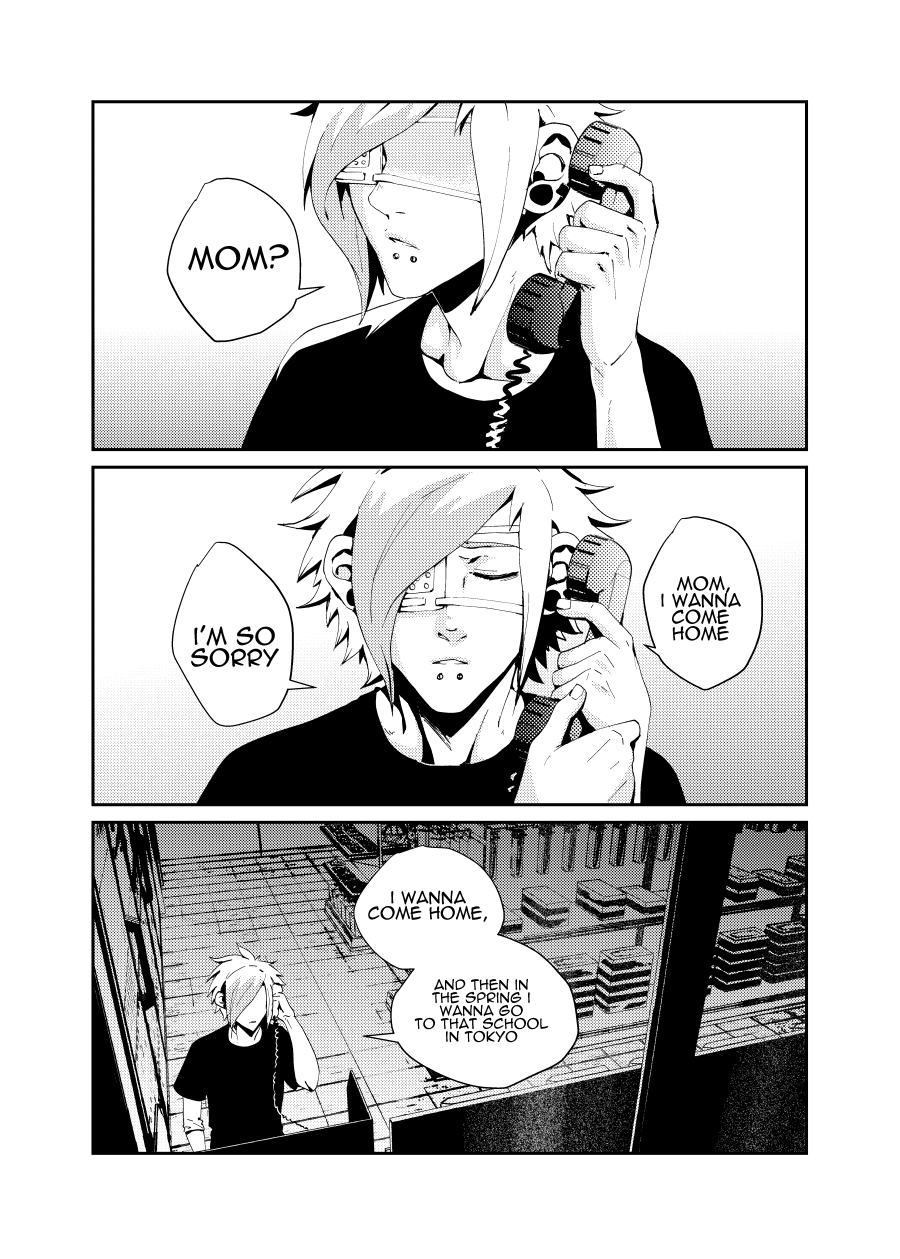 MOM?
I'M SO
SORRY
MOM,
I WANNA
COME
HOME
I WANNA
COME HOME,
AND THEN IN
THE SPRING I
WANNA GO
TO THAT SCHOOL
IN TOKYO